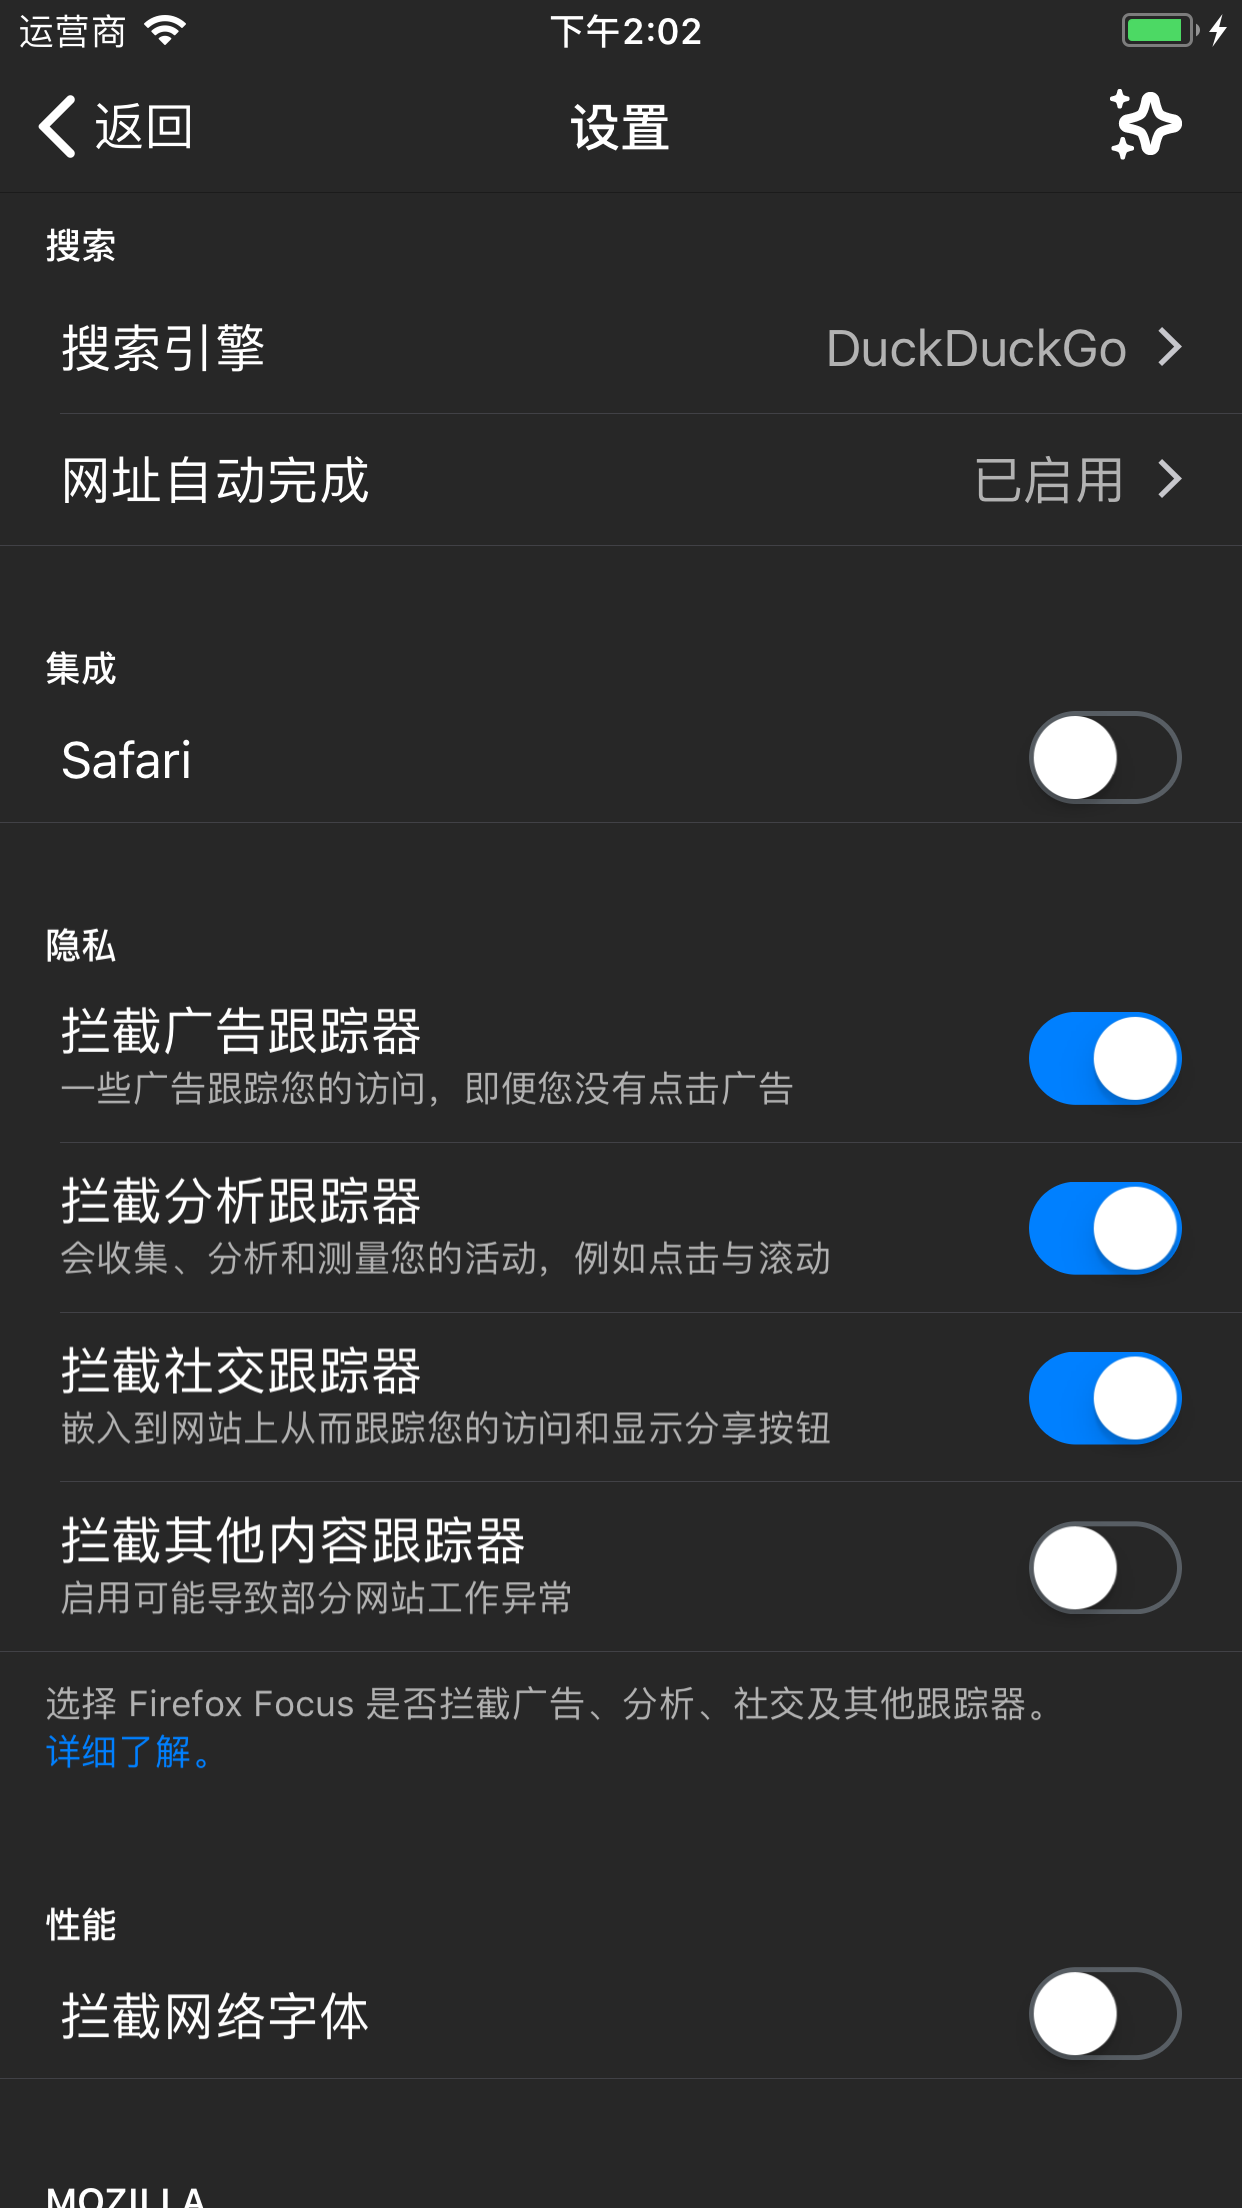 运营商
下午2:02
返回
设置
搜索
搜索引擎
DuckDuckGo
网址自动完成
已启用
集成
Safari
隐私
拦截广告跟踪器
一些广告跟踪您的访问，即便您没有点击广告
拦截分析跟踪器
会收集、分析和测量您的活动，例如点击与滚动
拦截社交跟踪器
嵌入到网站上从而跟踪您的访问和显示分享按钮
拦截其他内容跟踪器
启用可能导致部分网站工作异常
选择 Firefox Focus 是否拦截广告、分析、社交及其他跟踪器。
详细了解。
性能
拦截网络字体
MOZILLA